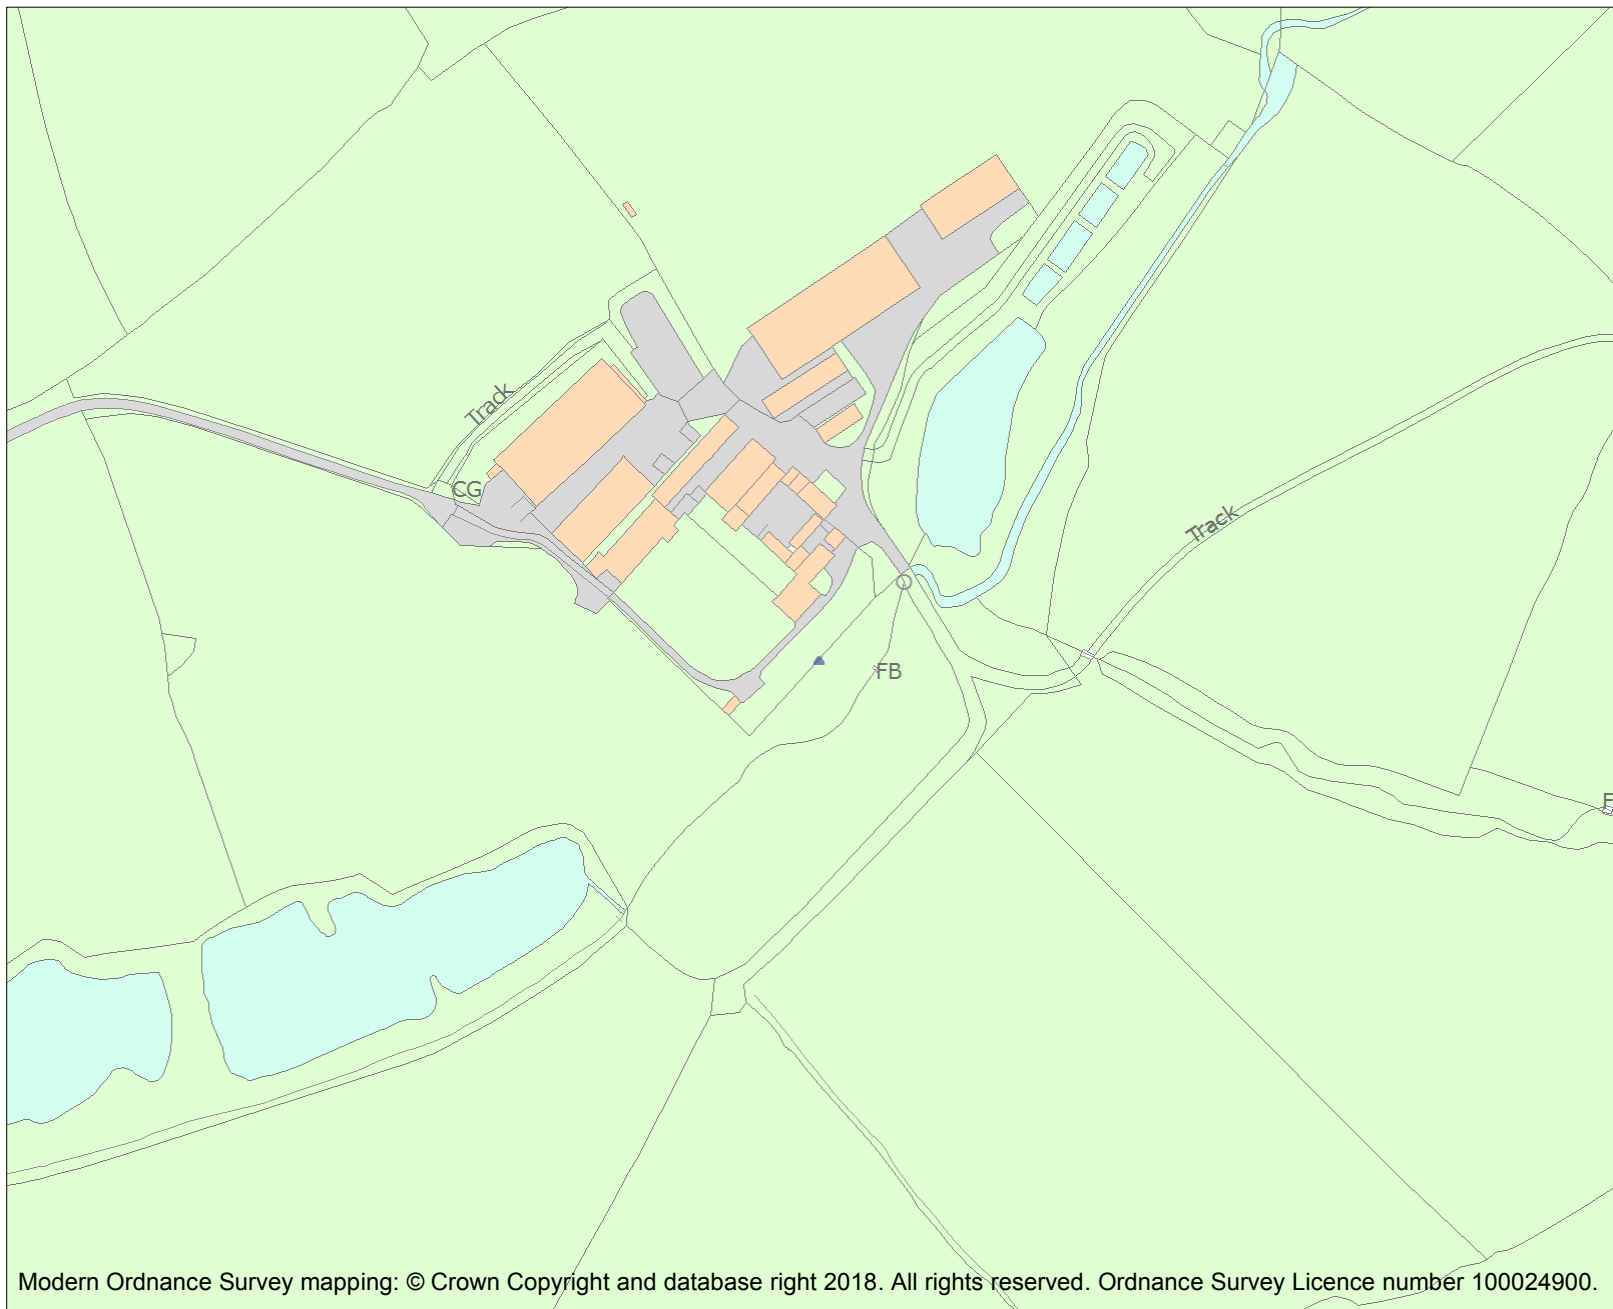 Track
CG
Track
FB
F
Modern Ordnance Survey mapping: © Crown Copyright and database right 2018. All rights reserved. Ordnance Survey Licence number 100024900.